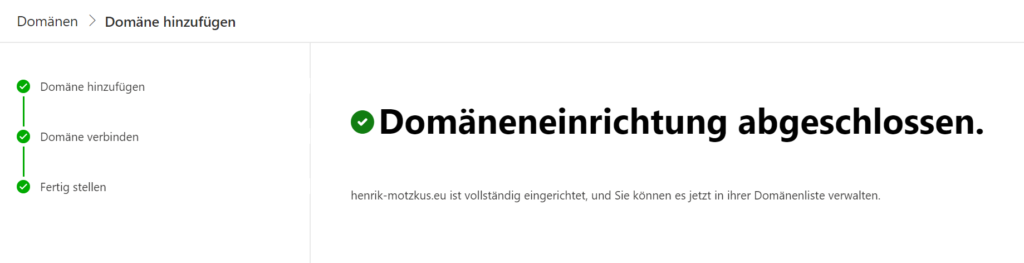 Domänen > Domäne hinzufügen
Domäne hinzufügen
Domäne verbinden
Fertig stellen
Domäneneinrichtung abgeschlossen.
henrik-motzkus.eu ist vollständig eingerichtet, und Sie können es jetzt in ihrer Domänenliste verwalten.